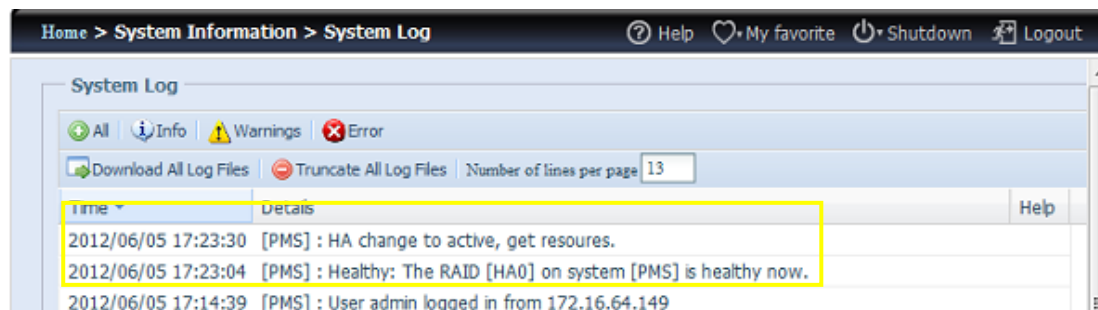 Home > System Information > System Log
Help My favorite Shutdown Logout
System Log
All Info Warnings Error
Download All Log Files Truncate All Log Files Number of lines per page 13
Time Details Help
2012/06/05 17:23:30 [PMS] : HA change to active, get resoures.
2012/06/05 17:23:04 [PMS] : Healthy: The RAID [HA0] on system [PMS] is healthy now.
2012/06/05 17:14:39 [PMS] : User admin logged in from 172.16.64.149